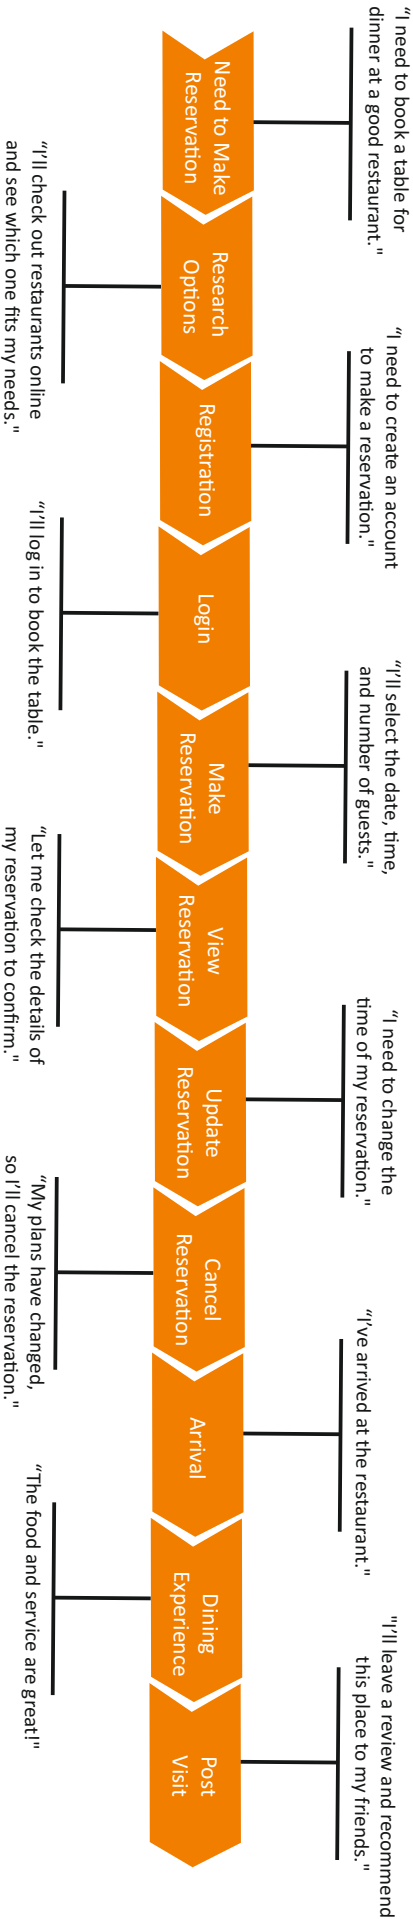 “I need to book a table for
dinner at a good restaurant."
Need to Make
Reservation
“I’ll check out restaurants online
and see which one fits my needs."
Research
Options
“I need to create an account
to make a reservation."
Registration
“I’ll log in to book the table."
Login
“I’ll select the date, time,
and number of guests."
Make
Reservation
“Let me check the details of
my reservation to confirm."
View
Reservation
“I need to change the
time of my reservation."
Update
Reservation
“My plans have changed,
so I’ll cancel the reservation."
Cancel
Reservation
“I’ve arrived at the restaurant."
Arrival
“The food and service are great!"
Dining
Experience
"I’ll leave a review and recommend
this place to my friends."
Post
Visit